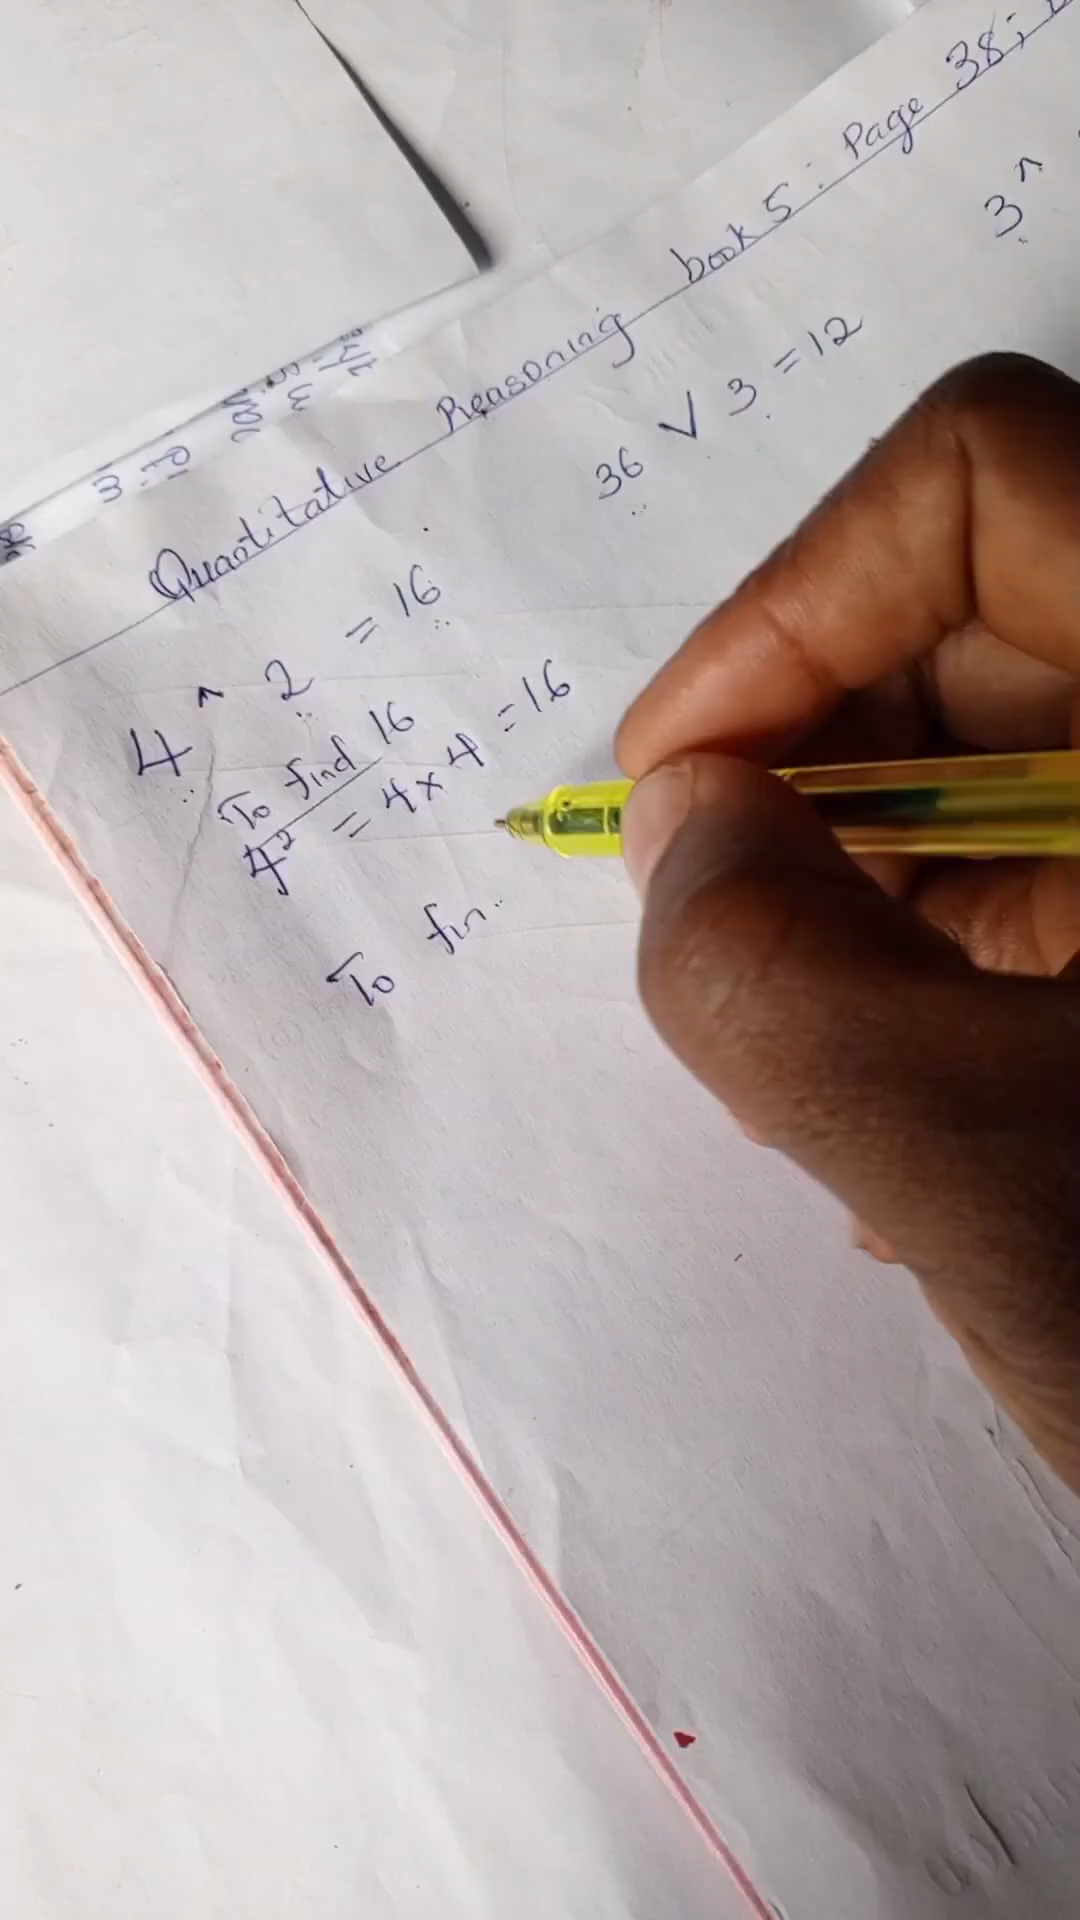 Quantitative Reasoning book 5: Page 38;
4 ^ 2 = 16
36 V 3 = 12
3 ^
To find 16
4² = 4 x 4 = 16
To fin